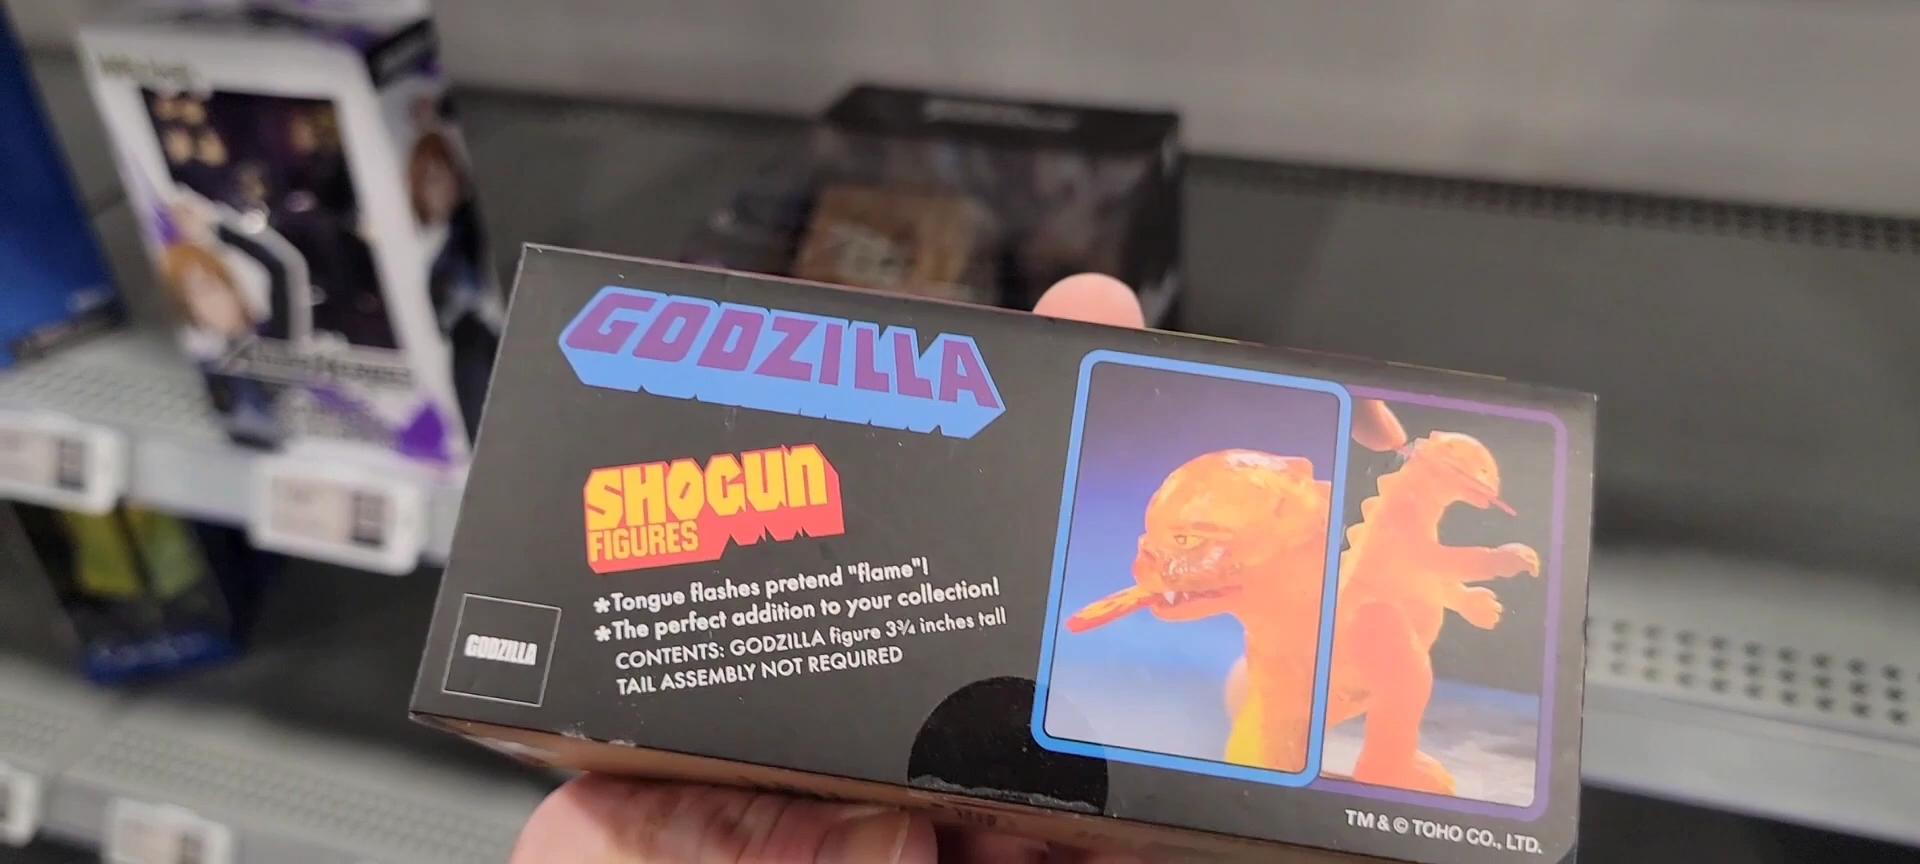 GODZILLA
SHOGUN
FIGURES
*Tongue flashes pretend "flame"!
*The perfect addition to your collection!
CONTENTS: GODZILLA figure 3¾ inches tall
TAIL ASSEMBLY NOT REQUIRED
GODZILLA
TM & © TOHO CO., LTD.